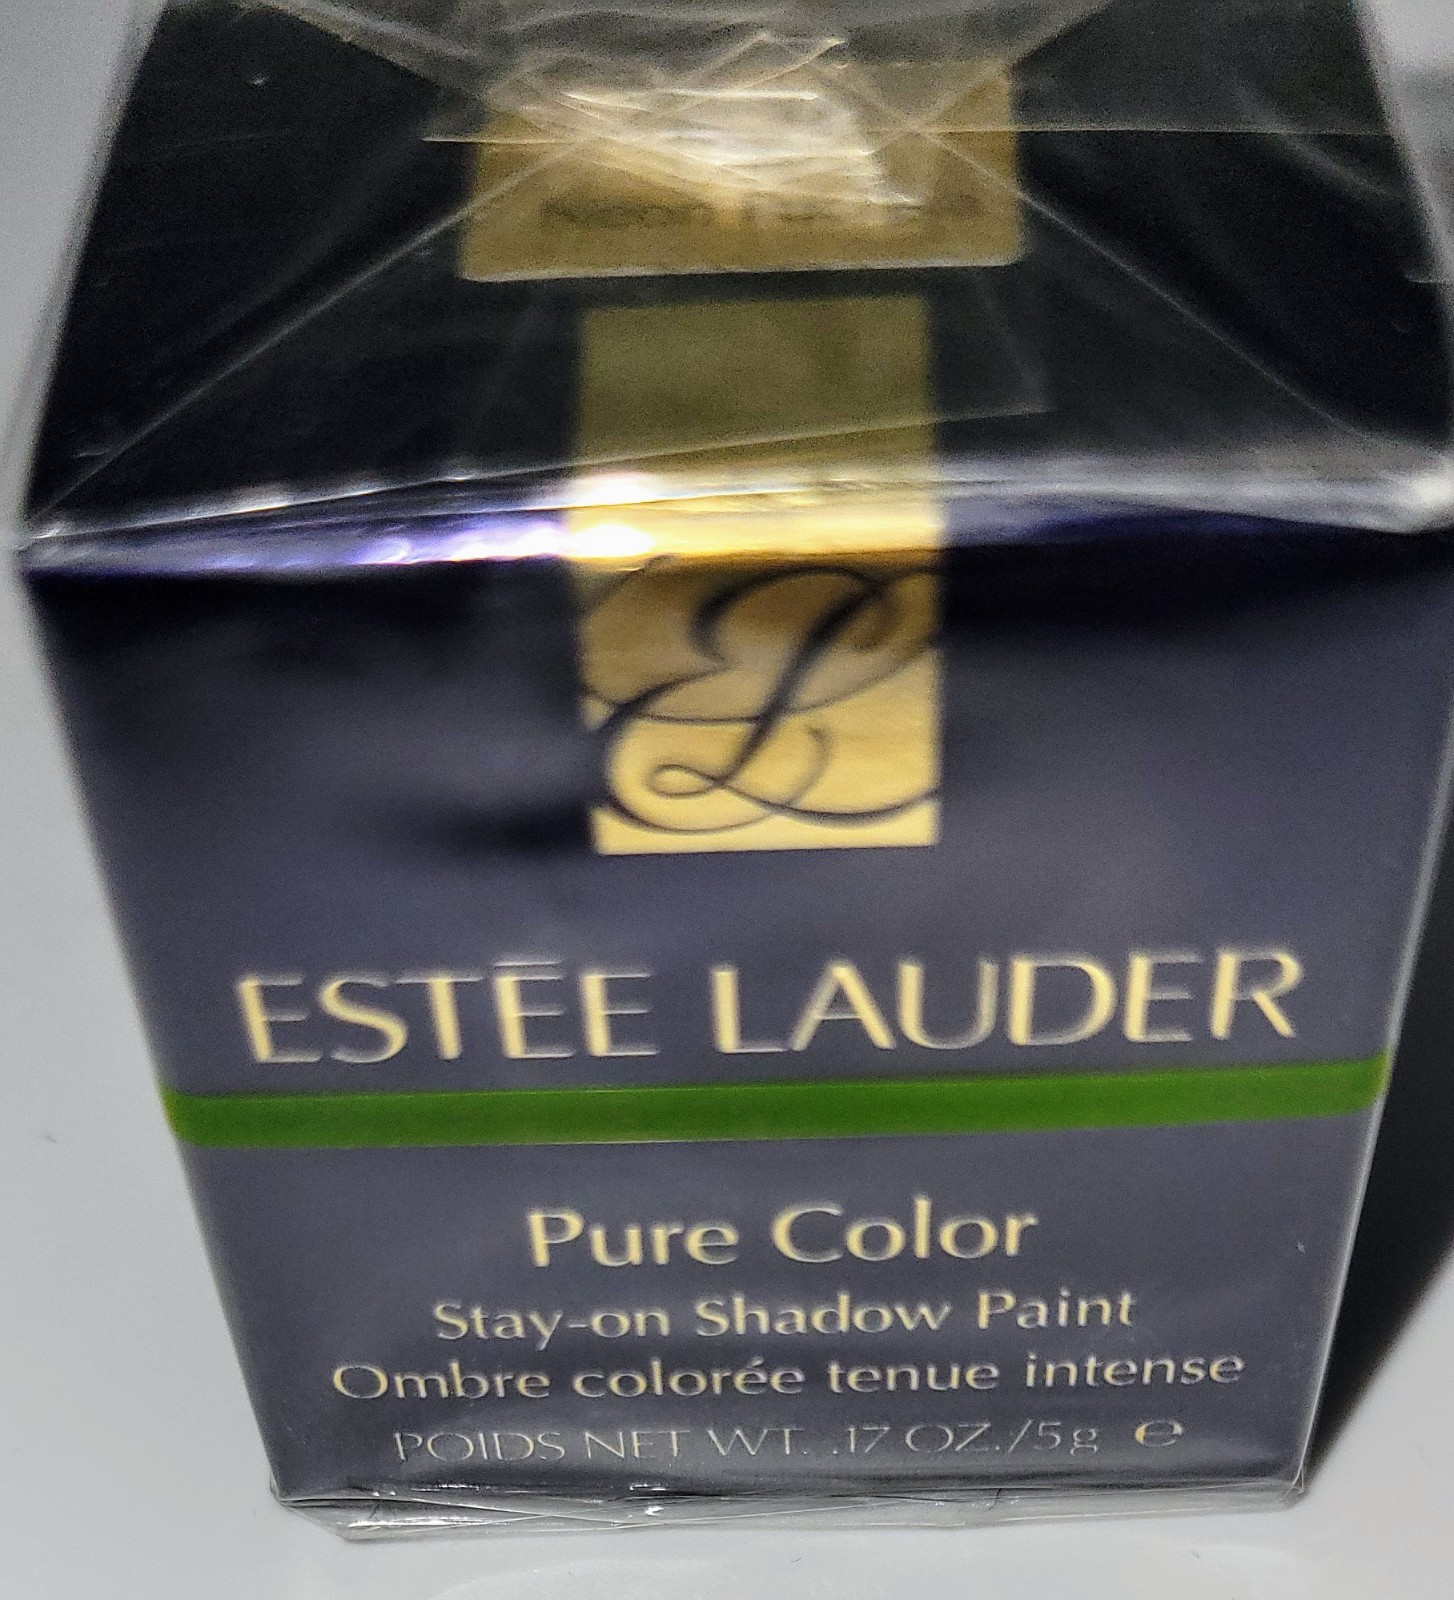 ESTĒE LAUDER
Pure Color
Stay-on Shadow Paint
Ombre colorée tenue intense
POIDS NET WT. .17 OZ./5g ℮